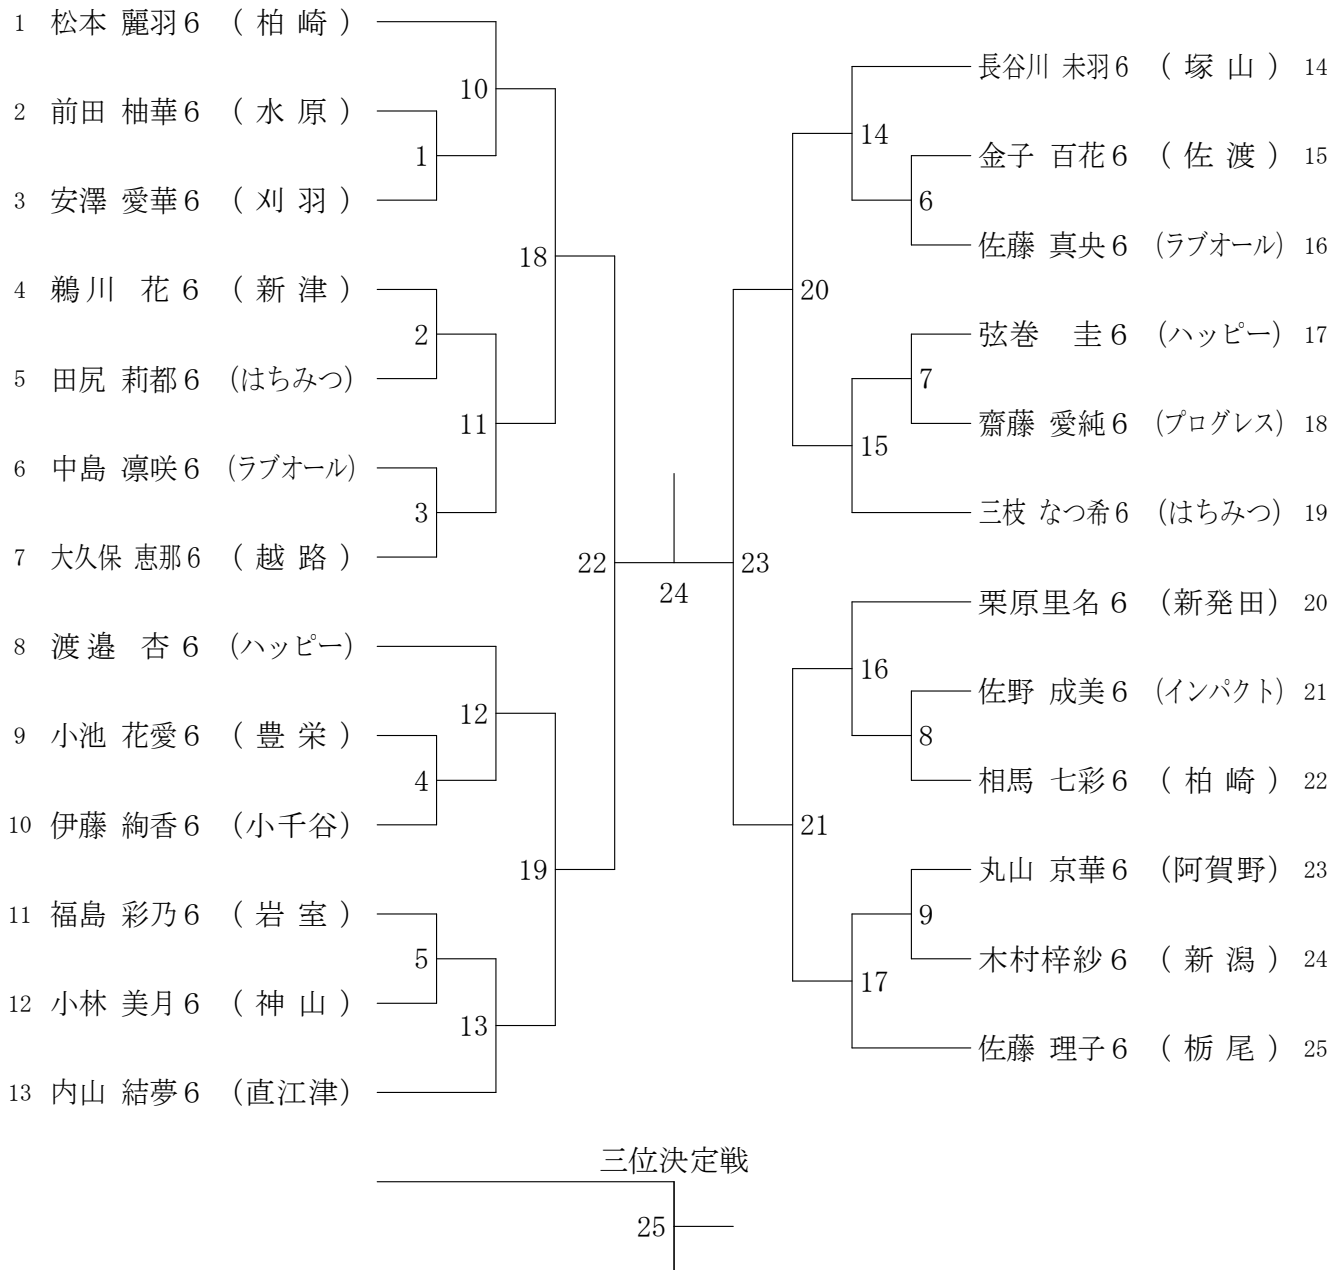 1 松本 麗羽 6 ( 柏 崎 )
2 前田 柚華 6 ( 水 原 )
3 安澤 愛華 6 ( 刈 羽 )
4 鵜川 花 6 ( 新 津 )
5 田尻 莉都 6 (はちみつ)
6 中島 凛咲 6 (ラブオール)
7 大久保 恵那 6 ( 越 路 )
8 渡邉 杏 6 (ハッピー)
9 小池 花愛 6 ( 豊 栄 )
10 伊藤 絢香 6 (小千谷)
11 福島 彩乃 6 ( 岩 室 )
12 小林 美月 6 ( 神 山 )
13 内山 結夢 6 (直江津)
1
2
3
4
5
10
11
12
13
18
19
22
24
23
20
21
14
15
16
17
6
7
8
9
長谷川 未羽 6 ( 塚 山 ) 14
金子 百花 6 ( 佐 渡 ) 15
佐藤 真央 6 (ラブオール) 16
弦巻 圭 6 (ハッピー) 17
齋藤 愛純 6 (プログレス) 18
三枝 なつ希 6 (はちみつ) 19
栗原里名 6 (新発田) 20
佐野 成美 6 (インパクト) 21
相馬 七彩 6 ( 柏 崎 ) 22
丸山 京華 6 (阿賀野) 23
木村梓紗 6 ( 新 潟 ) 24
佐藤 理子 6 ( 栃 尾 ) 25
三位決定戦
25